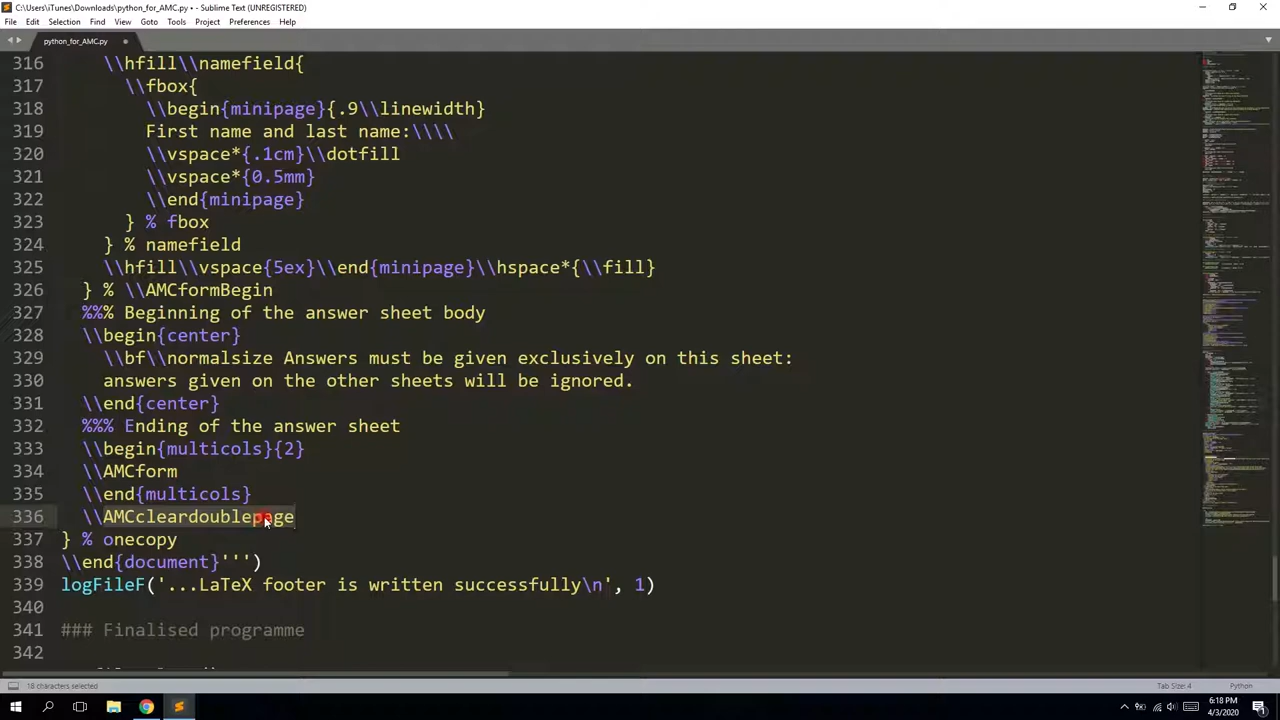 C:\Users\iTunes\Downloads\python_for_AMC.py • - Sublime Text (UNREGISTERED)
File Edit Selection Find View Goto Tools Project Preferences Help
python_for_AMC.py
316 \\hfill\\namefield{
317 \\fbox{
318 \\begin{minipage}{.9\\linewidth}
319 First name and last name:\\\\
320 \\vspace*{.1cm}\\dotfill
321 \\vspace*{0.5mm}
322 \\end{minipage}
323 } % fbox
324 } % namefield
325 \\hfill\\vspace{5ex}\\end{minipage}\\hspace*{\\fill}
326 } % \\AMCformBegin
327 %%% Beginning of the answer sheet body
328 \\begin{center}
329 \\bf\\normalsize Answers must be given exclusively on this sheet:
330 answers given on the other sheets will be ignored.
331 \\end{center}
332 %%% Ending of the answer sheet
333 \\begin{multicols}{2}
334 \\AMCform
335 \\end{multicols}
336 \\AMCcleardoublepage
337 } % onecopy
338 \\end{document}''')
339 logFileF('...LaTeX footer is written successfully\n', 1)
340
341 ### Finalised programme
342
18 characters selected Tab Size:4 Python
6:18 PM
4/3/2020